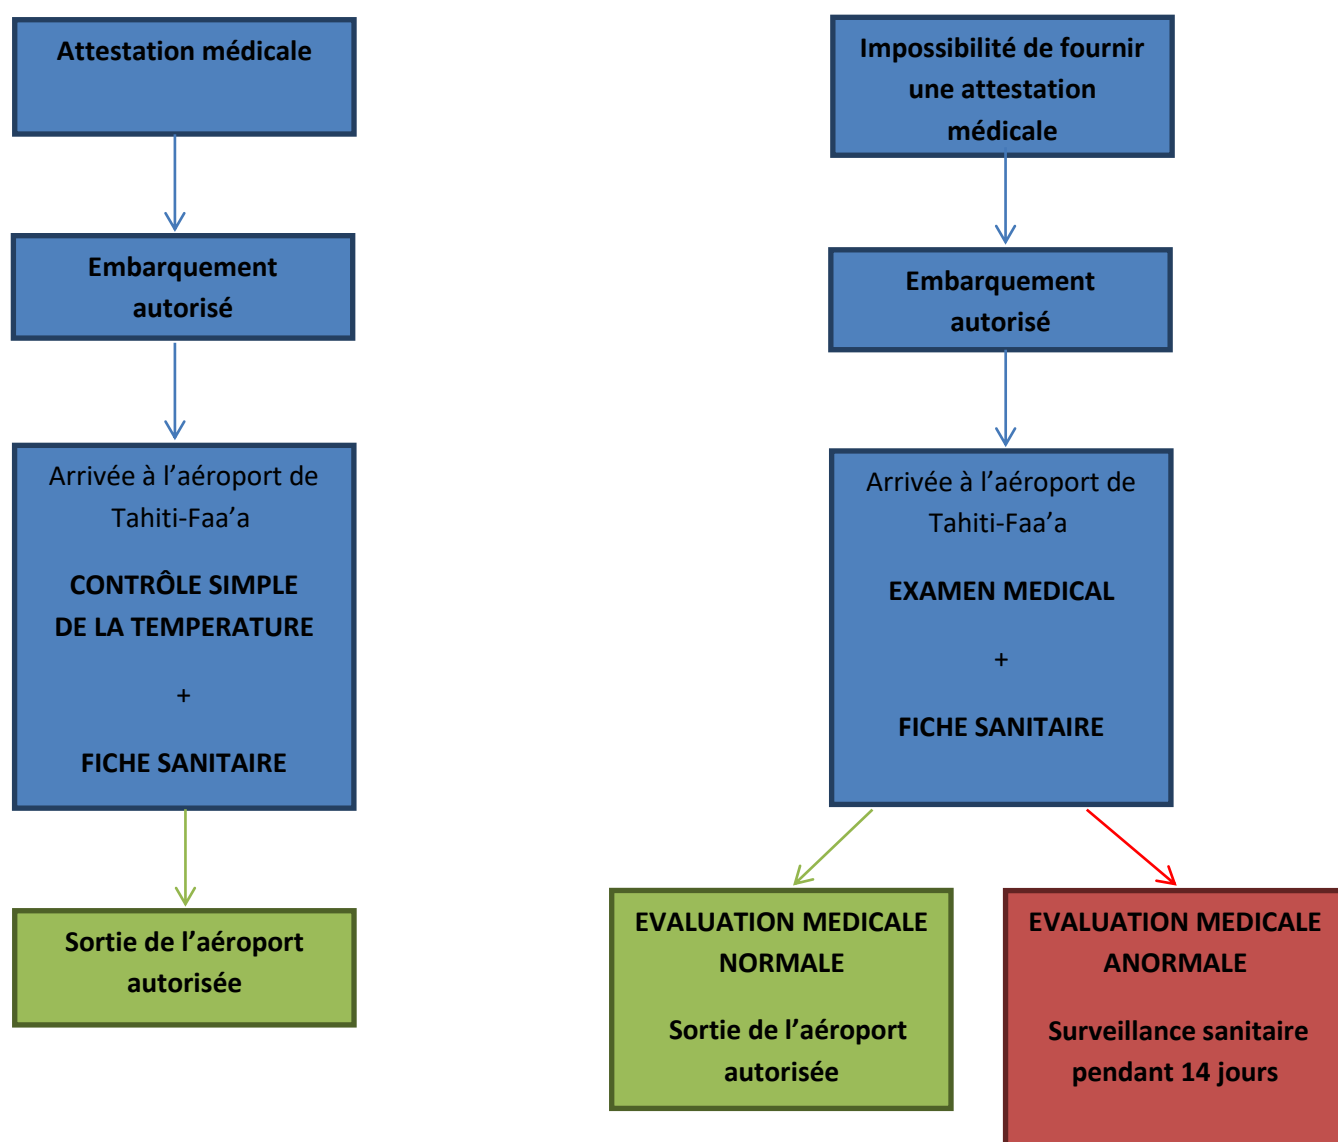 Attestation médicale
Embarquement
autorisé
Arrivée à l’aéroport de
Tahiti-Faa’a
CONTRÔLE SIMPLE
DE LA TEMPERATURE
+
FICHE SANITAIRE
Sortie de l’aéroport
autorisée
Impossibilité de fournir
une attestation
médicale
Embarquement
autorisé
Arrivée à l’aéroport de
Tahiti-Faa’a
EXAMEN MEDICAL
+
FICHE SANITAIRE
EVALUATION MEDICALE
NORMALE
Sortie de l’aéroport
autorisée
EVALUATION MEDICALE
ANORMALE
Surveillance sanitaire
pendant 14 jours